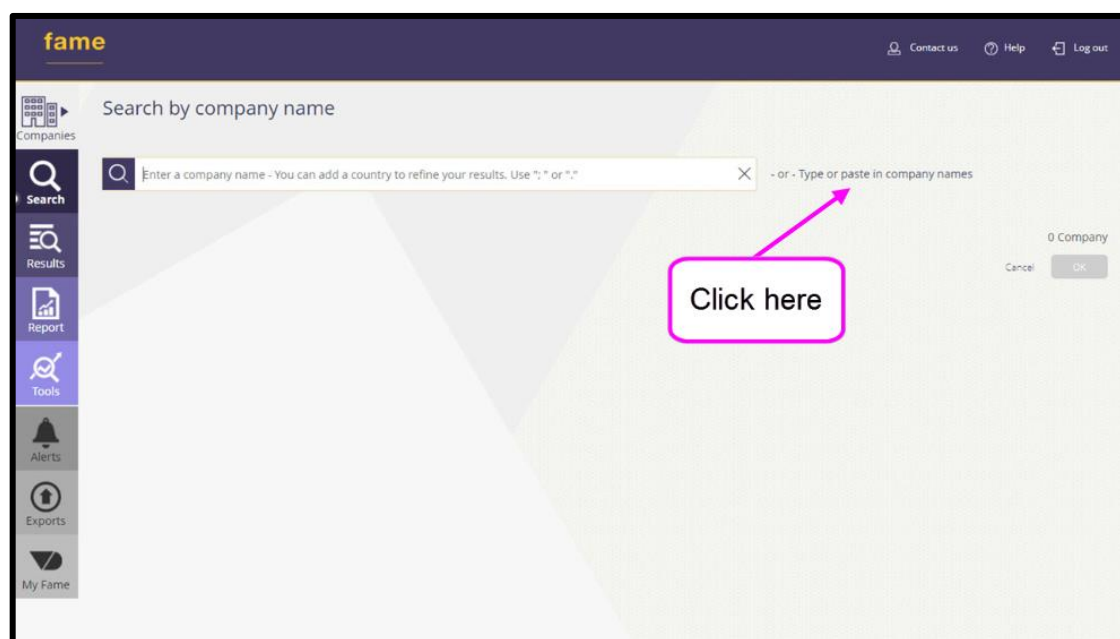 fame
Contact us
Help
Log out
Companies
Search by company name
Search
Enter a company name - You can add a country to refine your results. Use "; " or "."
- or - Type or paste in company names
Results
0 Company
Cancel
OK
Click here
Report
Tools
Alerts
Exports
My Fame